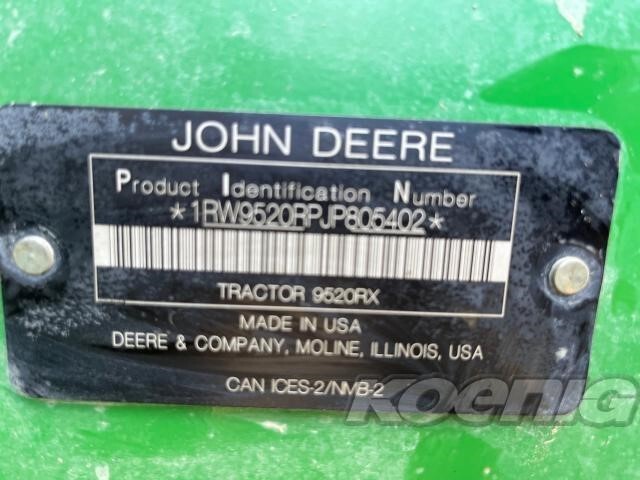 JOHN DEERE
Product Identification Number
*1RW9520RPJP805402*
TRACTOR 9520RX
MADE IN USA
DEERE & COMPANY, MOLINE, ILLINOIS, USA
CAN ICES-2/NMB-2
koenig